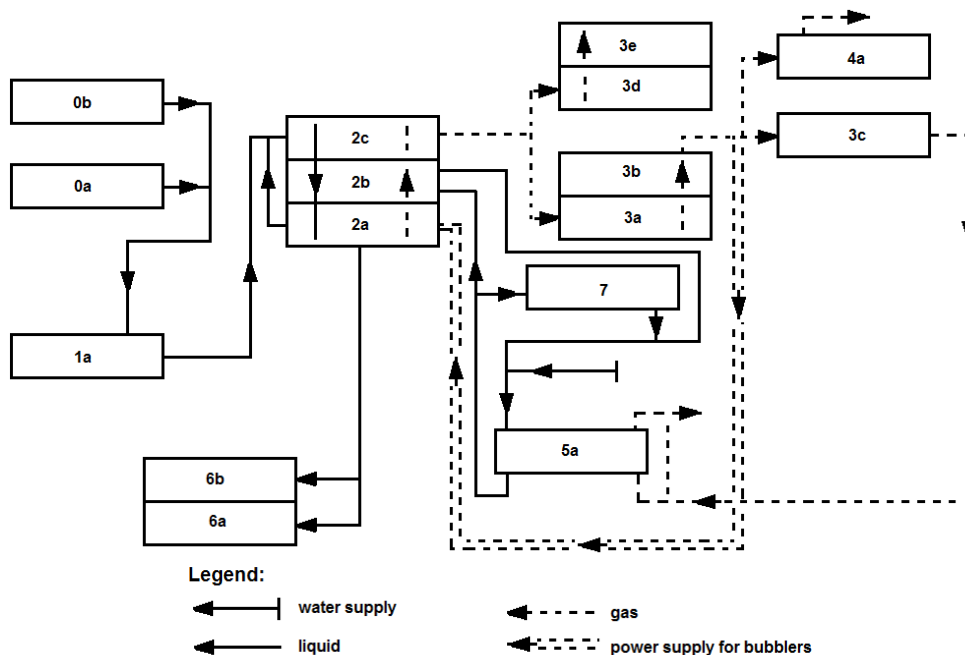 3e
4a
3d
0b
3c
2c
3b
0a
2b
3a
2a
7
1a
5a
6b
6a
Legend:
water supply
gas
liquid
power supply for bubblers